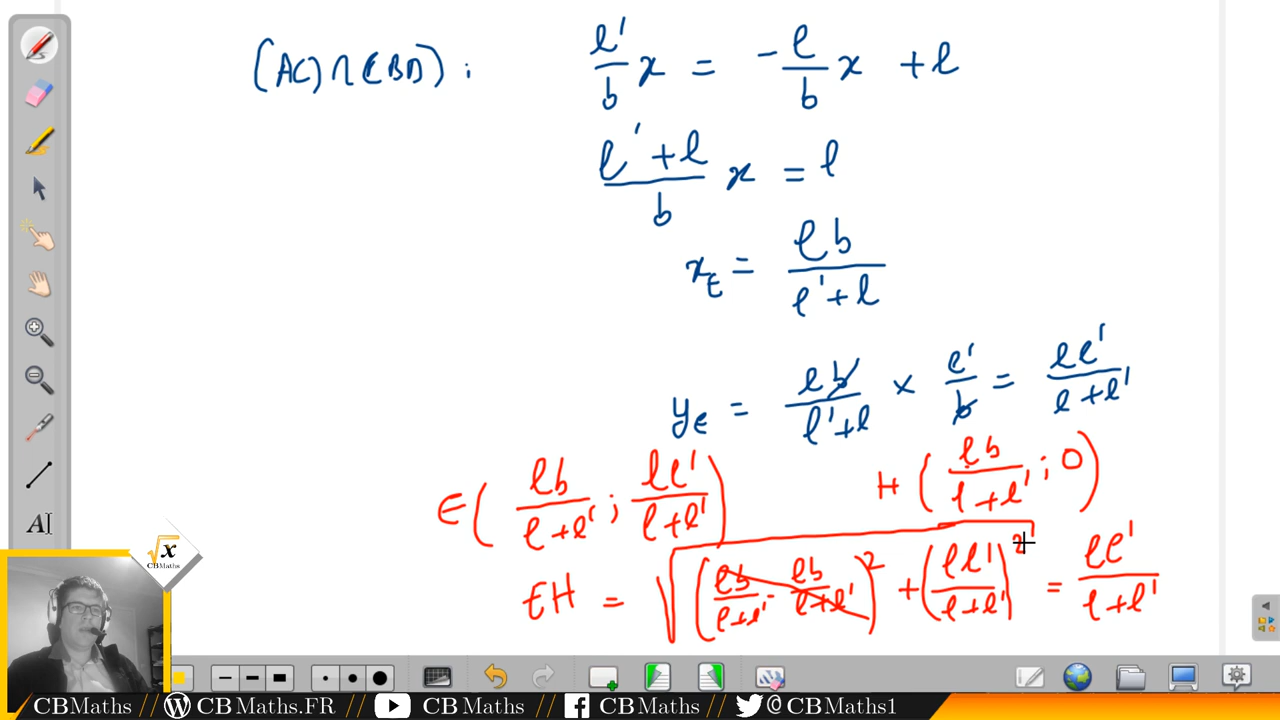 (AC)∩(BD) : ℓ'/b x = -ℓ/b x + ℓ
(ℓ'+ℓ)/b x = ℓ
x_E = ℓb/(ℓ'+ℓ)
y_E = ℓb/(ℓ'+ℓ) × ℓ'/b = ℓℓ'/(ℓ+ℓ')
E(ℓb/(ℓ+ℓ') ; ℓℓ'/(ℓ+ℓ')) H(ℓb/(ℓ+ℓ') ; 0)
EH = √((ℓb/(ℓ+ℓ') - ℓb/(ℓ+ℓ'))² + (ℓℓ'/(ℓ+ℓ'))²) = ℓℓ'/(ℓ+ℓ')
A
√x
CBMaths
CBMaths / CBMaths.FR / CBMaths / CBMaths / @CBMaths1